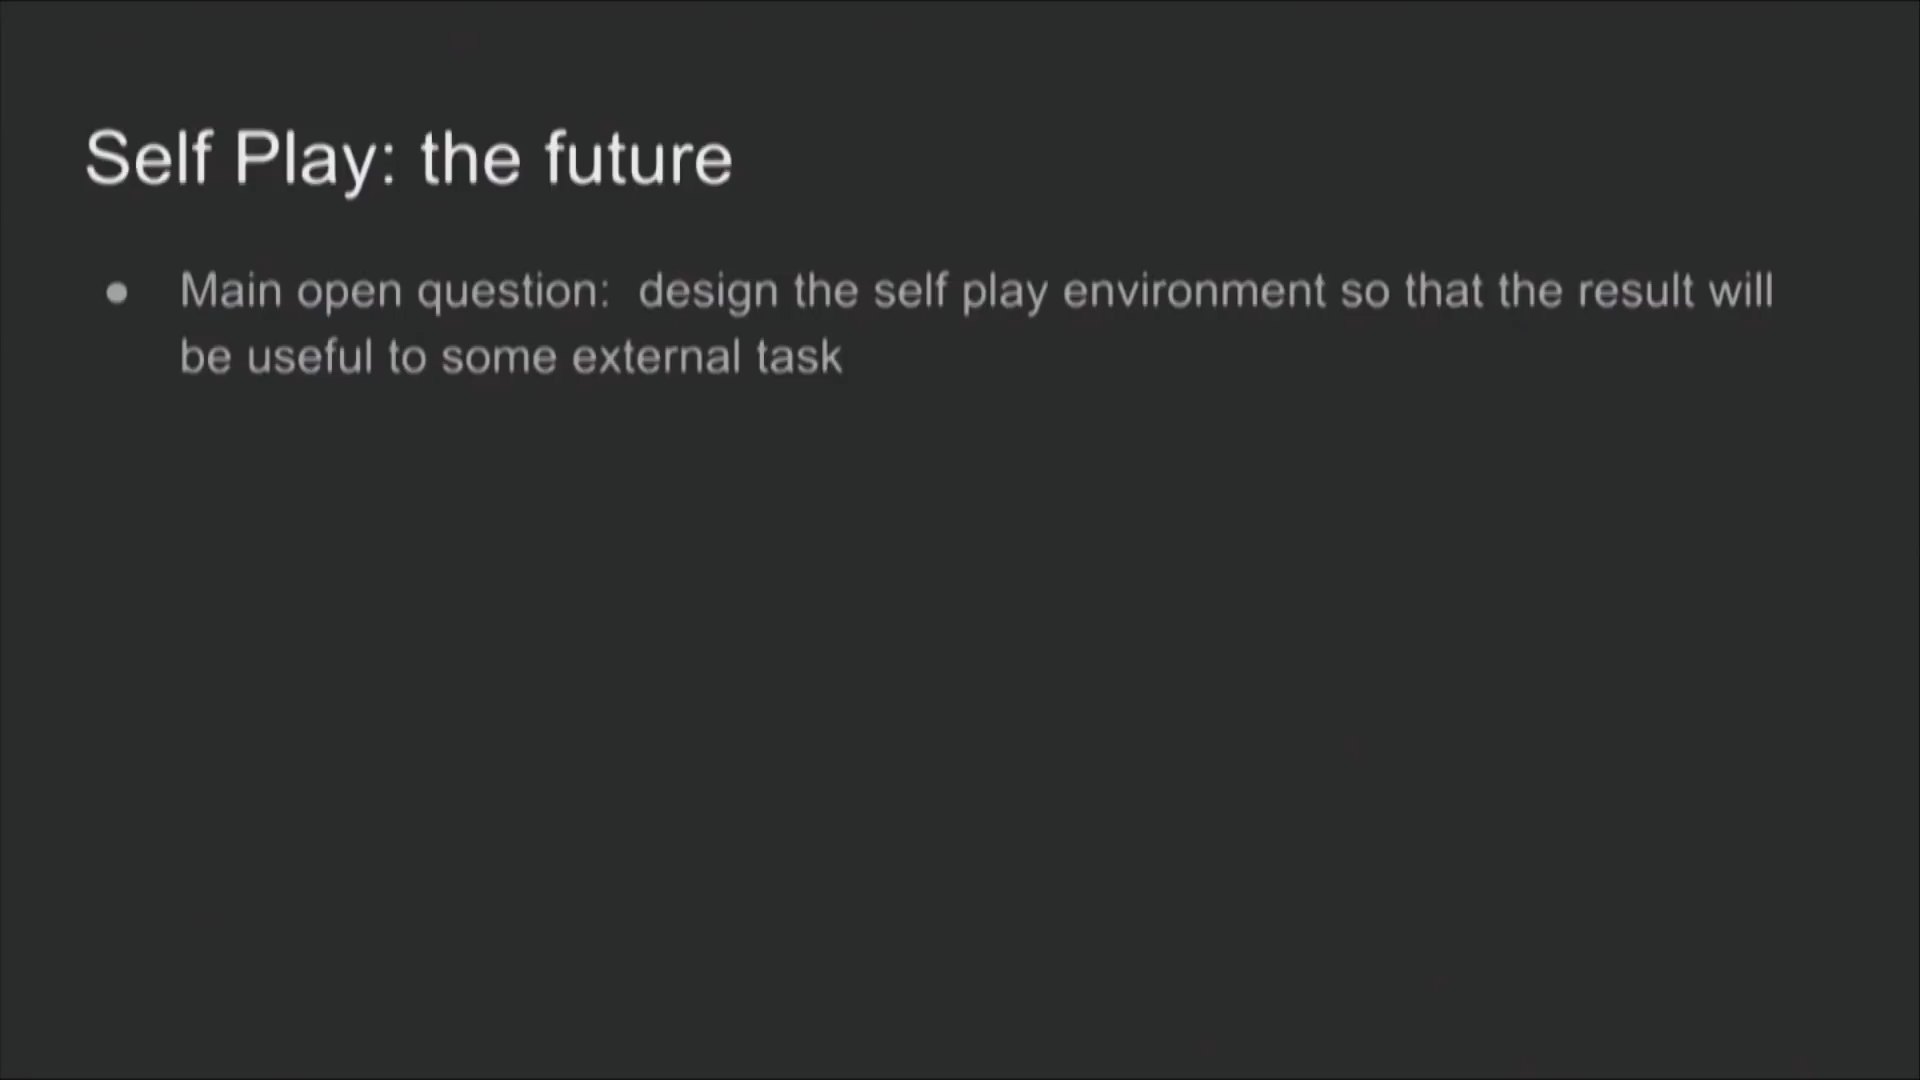 Self Play: the future
● Main open question:  design the self play environment so that the result will
be useful to some external task